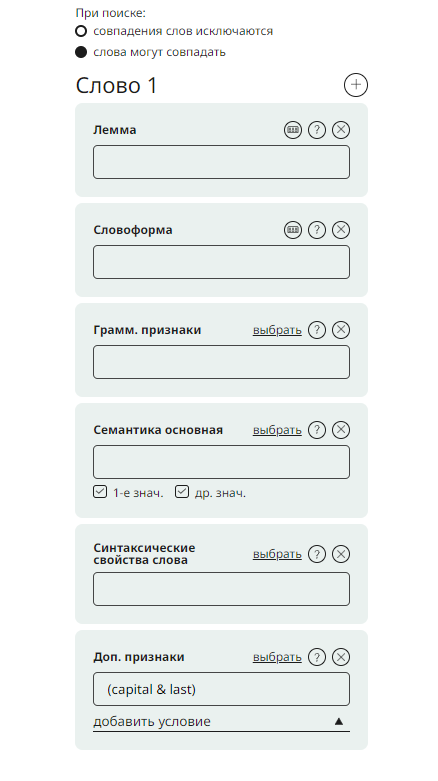 При поиске:
совпадения слов исключаются
слова могут совпадать
Слово 1
Лемма
Словоформа
Грамм. признаки выбрать
Семантика основная выбрать
1-е знач. др. знач.
Синтаксические
свойства слова выбрать
Доп. признаки выбрать
(capital & last)
добавить условие